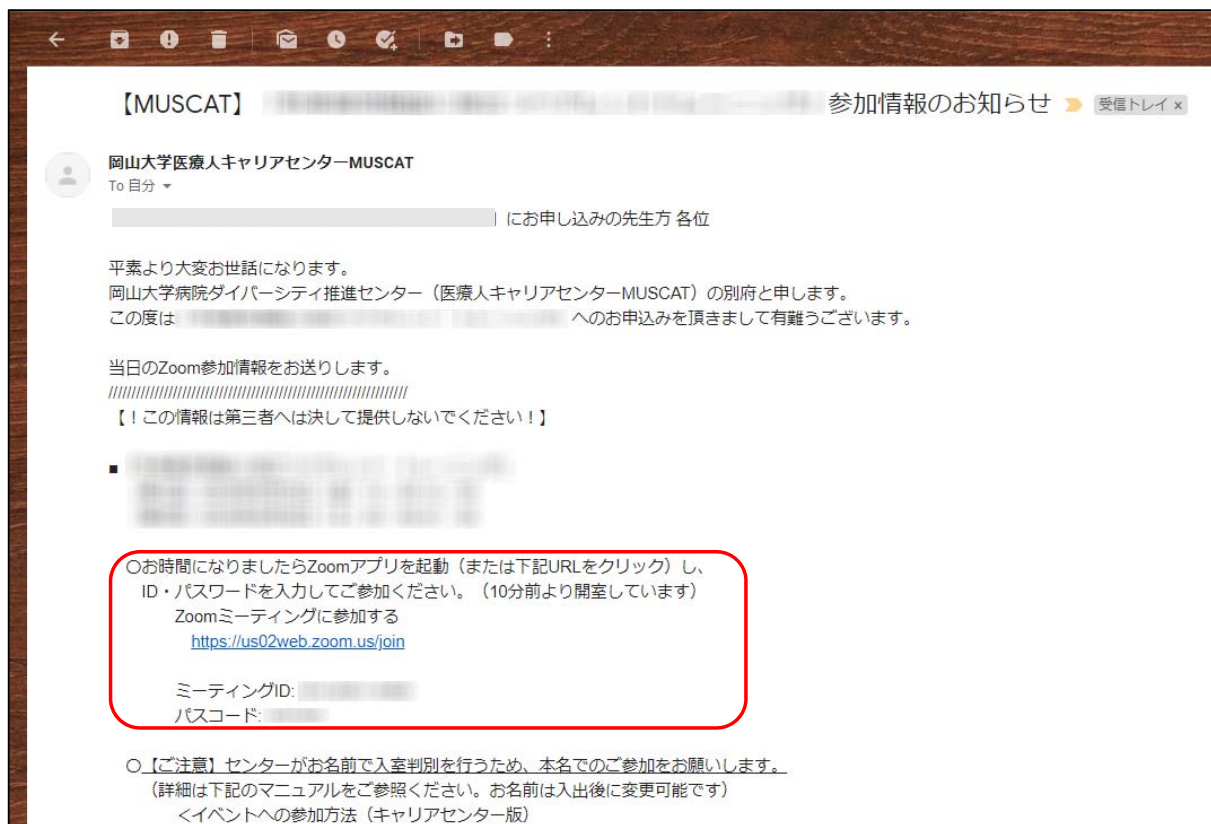 【MUSCAT】 参加情報のお知らせ 受信トレイ ×
岡山大学医療人キャリアセンターMUSCAT
To 自分
にお申し込みの先生方 各位
平素より大変お世話になります。
岡山大学病院ダイバーシティ推進センター（医療人キャリアセンターMUSCAT）の別府と申します。
この度は へのお申込みを頂きまして有難うございます。
当日のZoom参加情報をお送りします。
/////////////////////////////////////////////////////////////////
【！この情報は第三者へは決して提供しないでください！】
■
〇お時間になりましたらZoomアプリを起動（または下記URLをクリック）し、
ID・パスワードを入力してご参加ください。（10分前より開室しています）
Zoomミーティングに参加する
https://us02web.zoom.us/join
ミーティングID:
パスコード:
〇【ご注意】センターがお名前で入室判別を行うため、本名でのご参加をお願いします。
（詳細は下記のマニュアルをご参照ください。お名前は入出後に変更可能です）
＜イベントへの参加方法（キャリアセンター版）